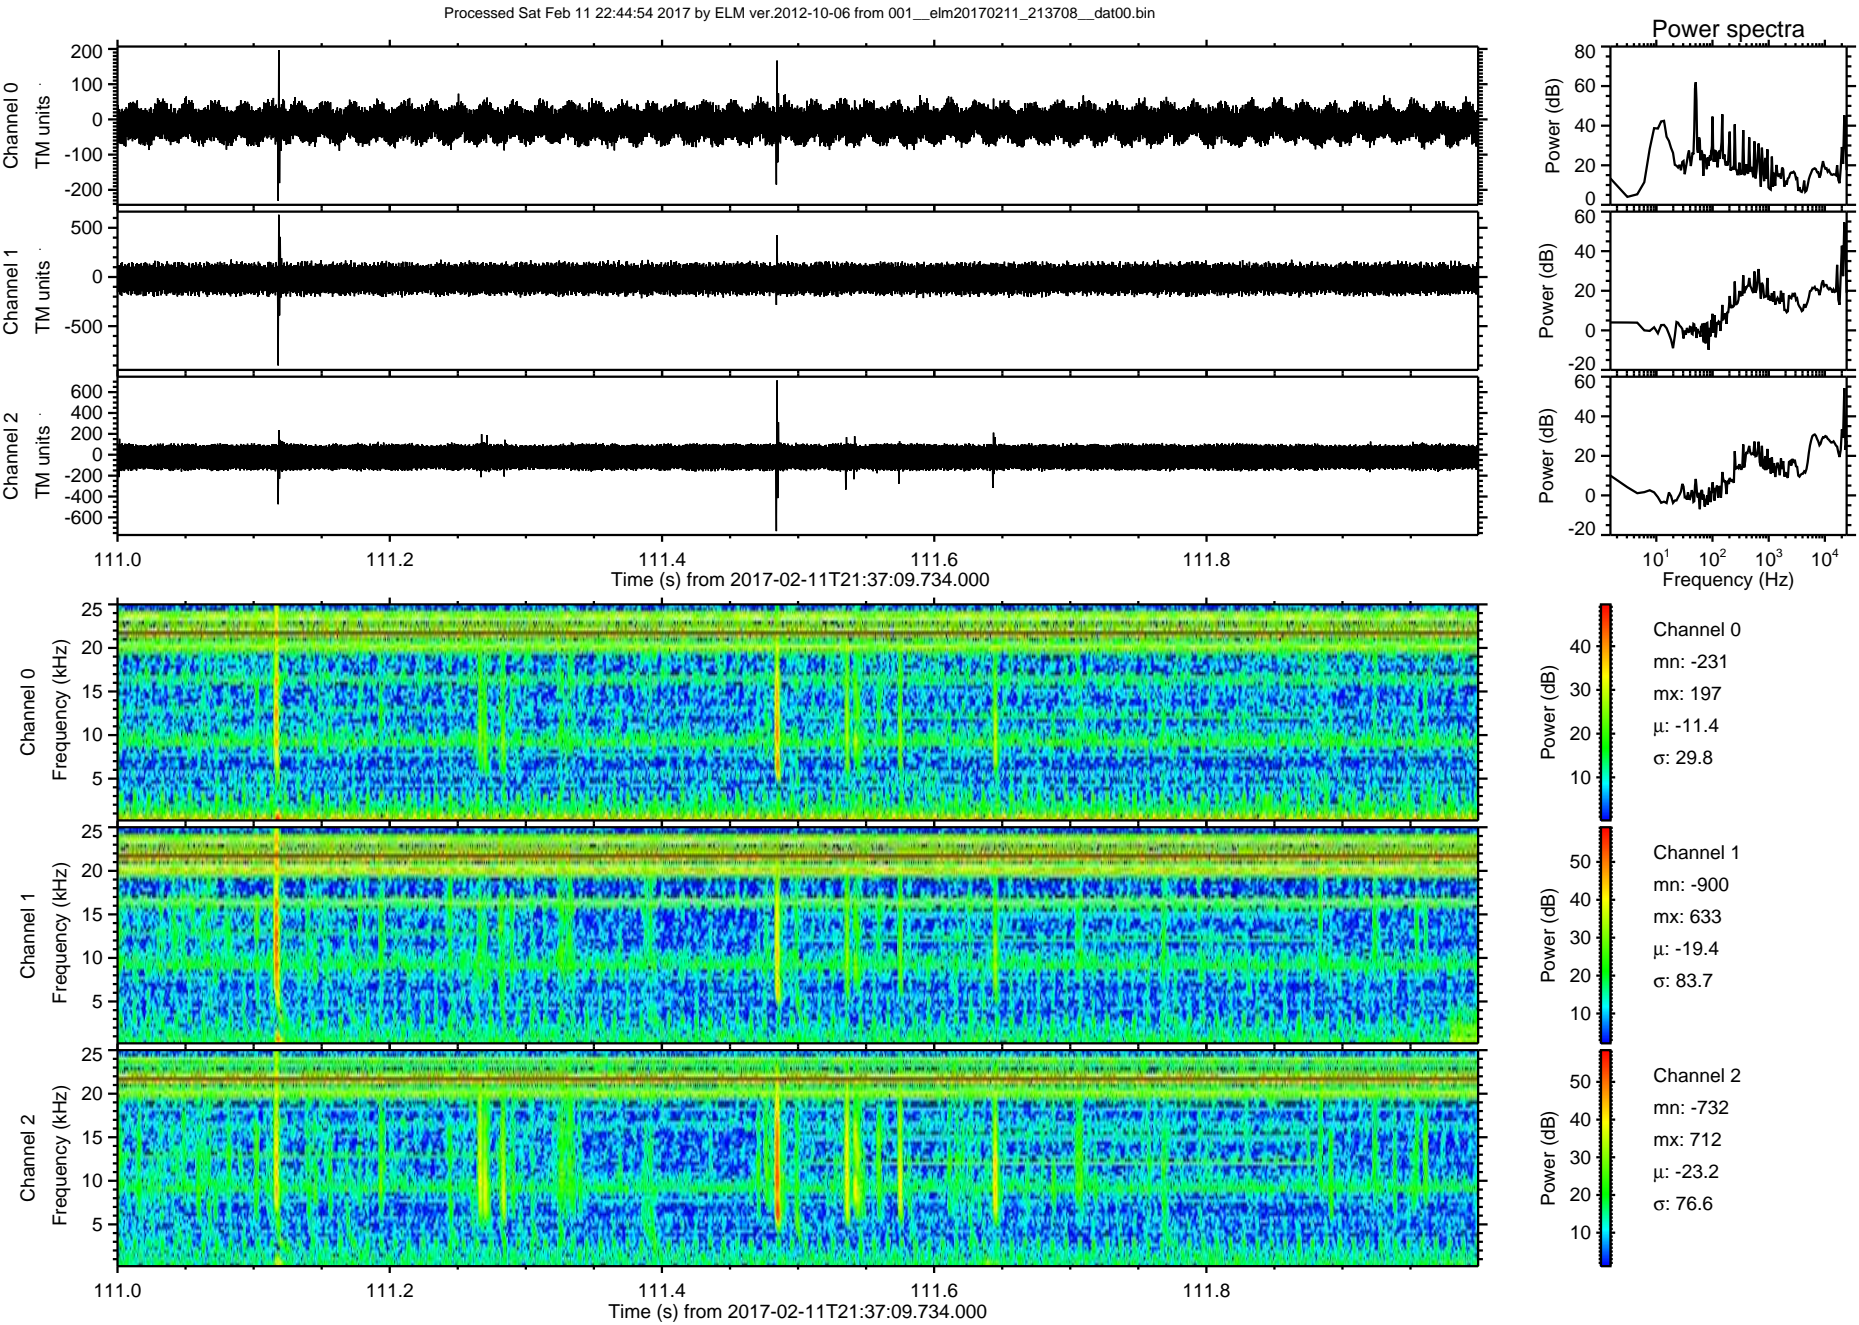 Processed Sat Feb 11 22:44:54 2017 by ELM ver.2012-10-06 from 001__elm20170211_213708__dat00.bin
Power spectra
Channel 0
TM units
200
100
0
-100
-200
Power (dB)
80
60
40
20
0
Channel 1
TM units
500
0
-500
Power (dB)
60
40
20
0
-20
Channel 2
TM units
600
400
200
0
-200
-400
-600
Power (dB)
60
40
20
0
-20
111.0 111.2 111.4 111.6 111.8
Time (s) from 2017-02-11T21:37:09.734.000
10¹ 10² 10³ 10⁴
Frequency (Hz)
Channel 0
Frequency (kHz)
25
20
15
10
5
Power (dB)
40
30
20
10
Channel 0
mn: -231
mx: 197
μ: -11.4
σ: 29.8
Channel 1
Frequency (kHz)
25
20
15
10
5
Power (dB)
50
40
30
20
10
Channel 1
mn: -900
mx: 633
μ: -19.4
σ: 83.7
Channel 2
Frequency (kHz)
25
20
15
10
5
Power (dB)
50
40
30
20
10
Channel 2
mn: -732
mx: 712
μ: -23.2
σ: 76.6
111.0 111.2 111.4 111.6 111.8
Time (s) from 2017-02-11T21:37:09.734.000